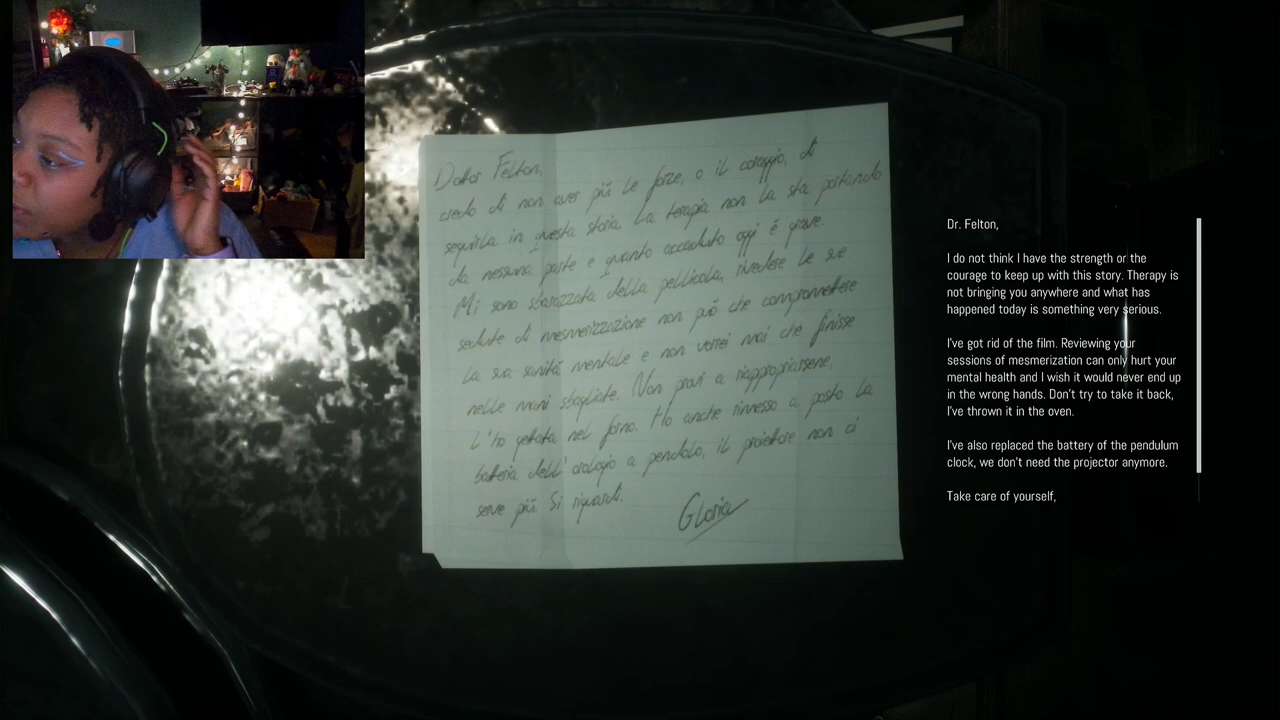 Dottor Felton,
credo di non aver più le forze, o il coraggio, di
seguirla in questa storia. La terapia non la sta portando
da nessuna parte e quanto accaduto oggi è grave.
Mi sono sbarazzata della pellicola, rivedere le sue
sedute di mesmerizzazione non può che compromettere
la sua sanità mentale e non vorrei mai che finisse
nelle mani sbagliate. Non provi a riappropriarsene,
L'ho gettata nel forno. Ho anche rimesso a posto la
batteria dell'orologio a pendolo, il proiettore non ci
serve più. Si riguardi.
Gloria
Dr. Felton,
I do not think I have the strength or the
courage to keep up with this story. Therapy is
not bringing you anywhere and what has
happened today is something very serious.
I've got rid of the film. Reviewing your
sessions of mesmerization can only hurt your
mental health and I wish it would never end up
in the wrong hands. Don't try to take it back,
I've thrown it in the oven.
I've also replaced the battery of the pendulum
clock, we don't need the projector anymore.
Take care of yourself,